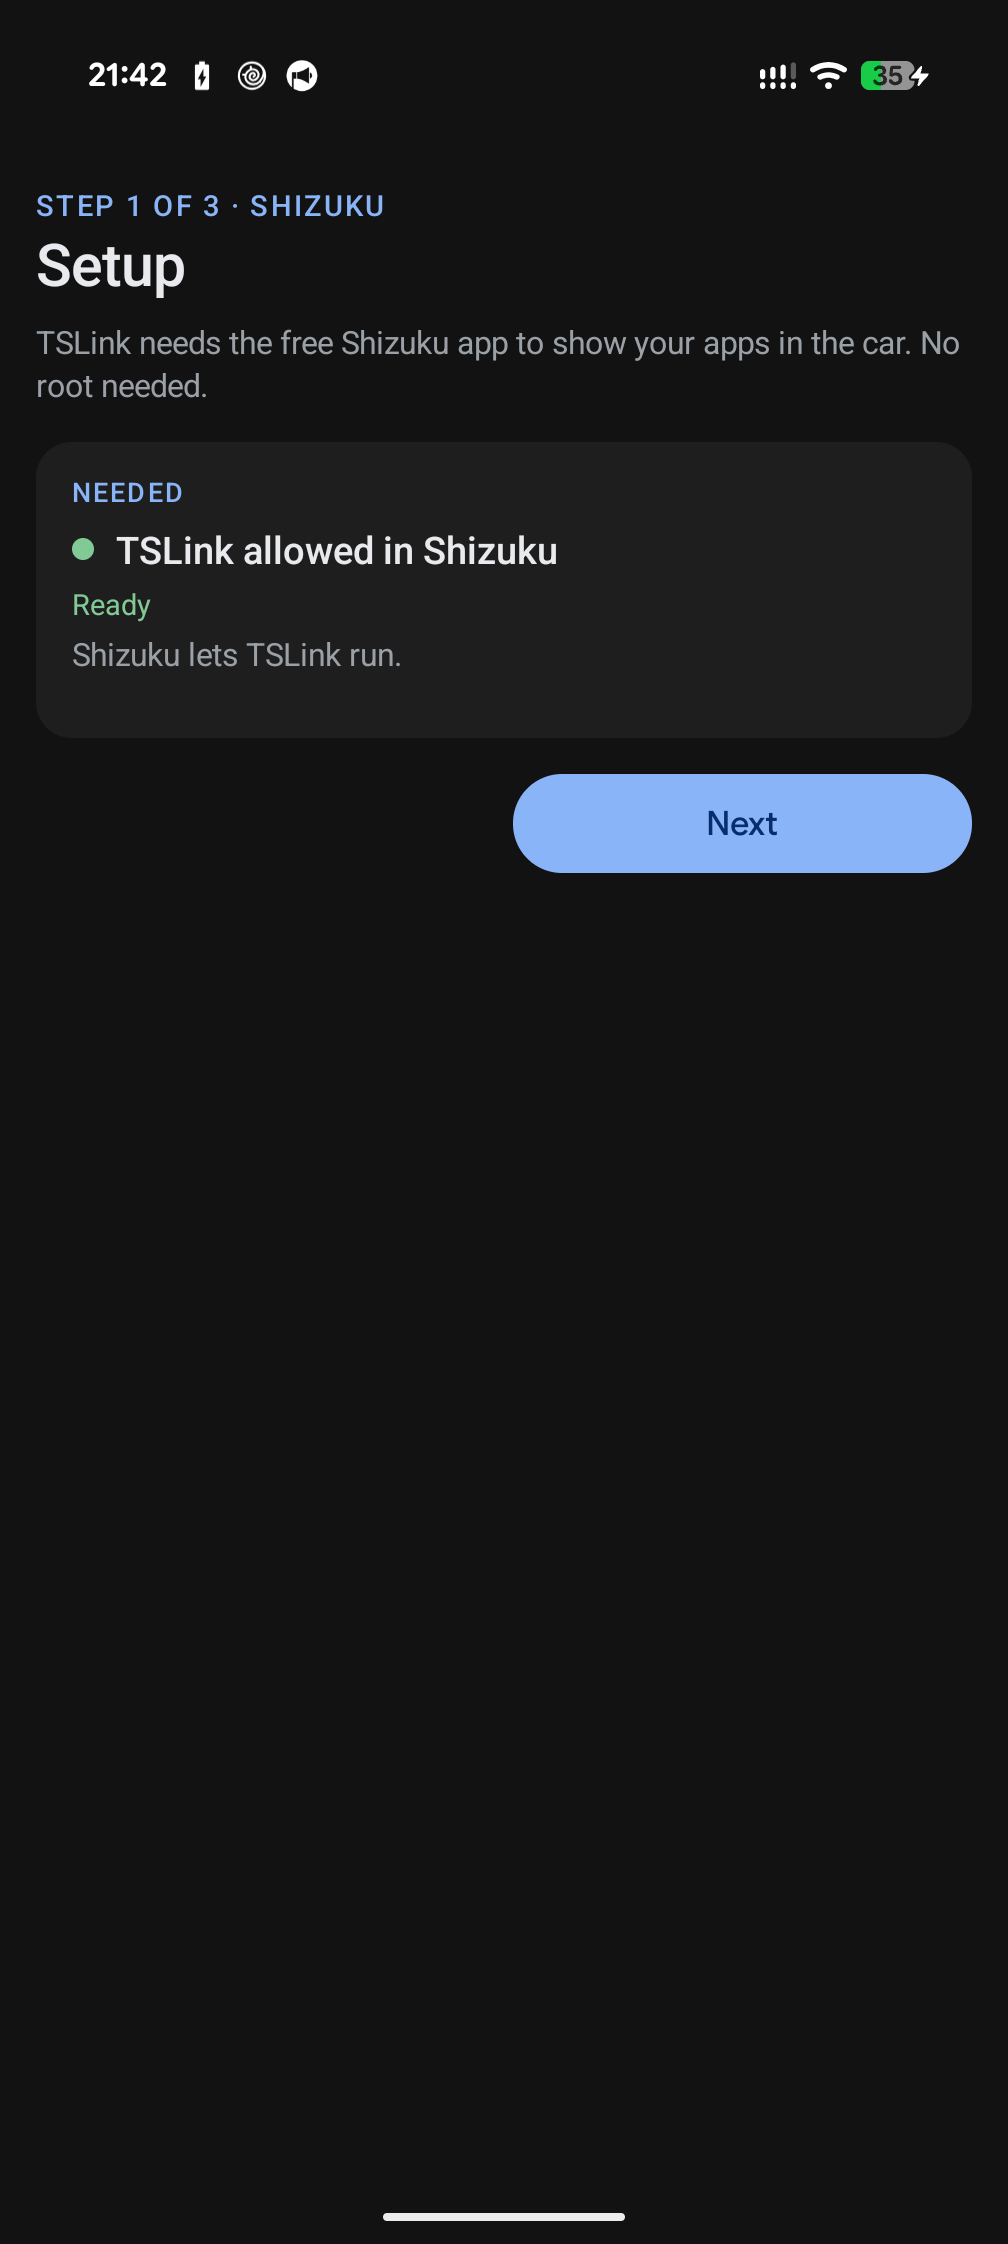 21:42
35
STEP 1 OF 3 · SHIZUKU
Setup
TSLink needs the free Shizuku app to show your apps in the car. No
root needed.
NEEDED
TSLink allowed in Shizuku
Ready
Shizuku lets TSLink run.
Next